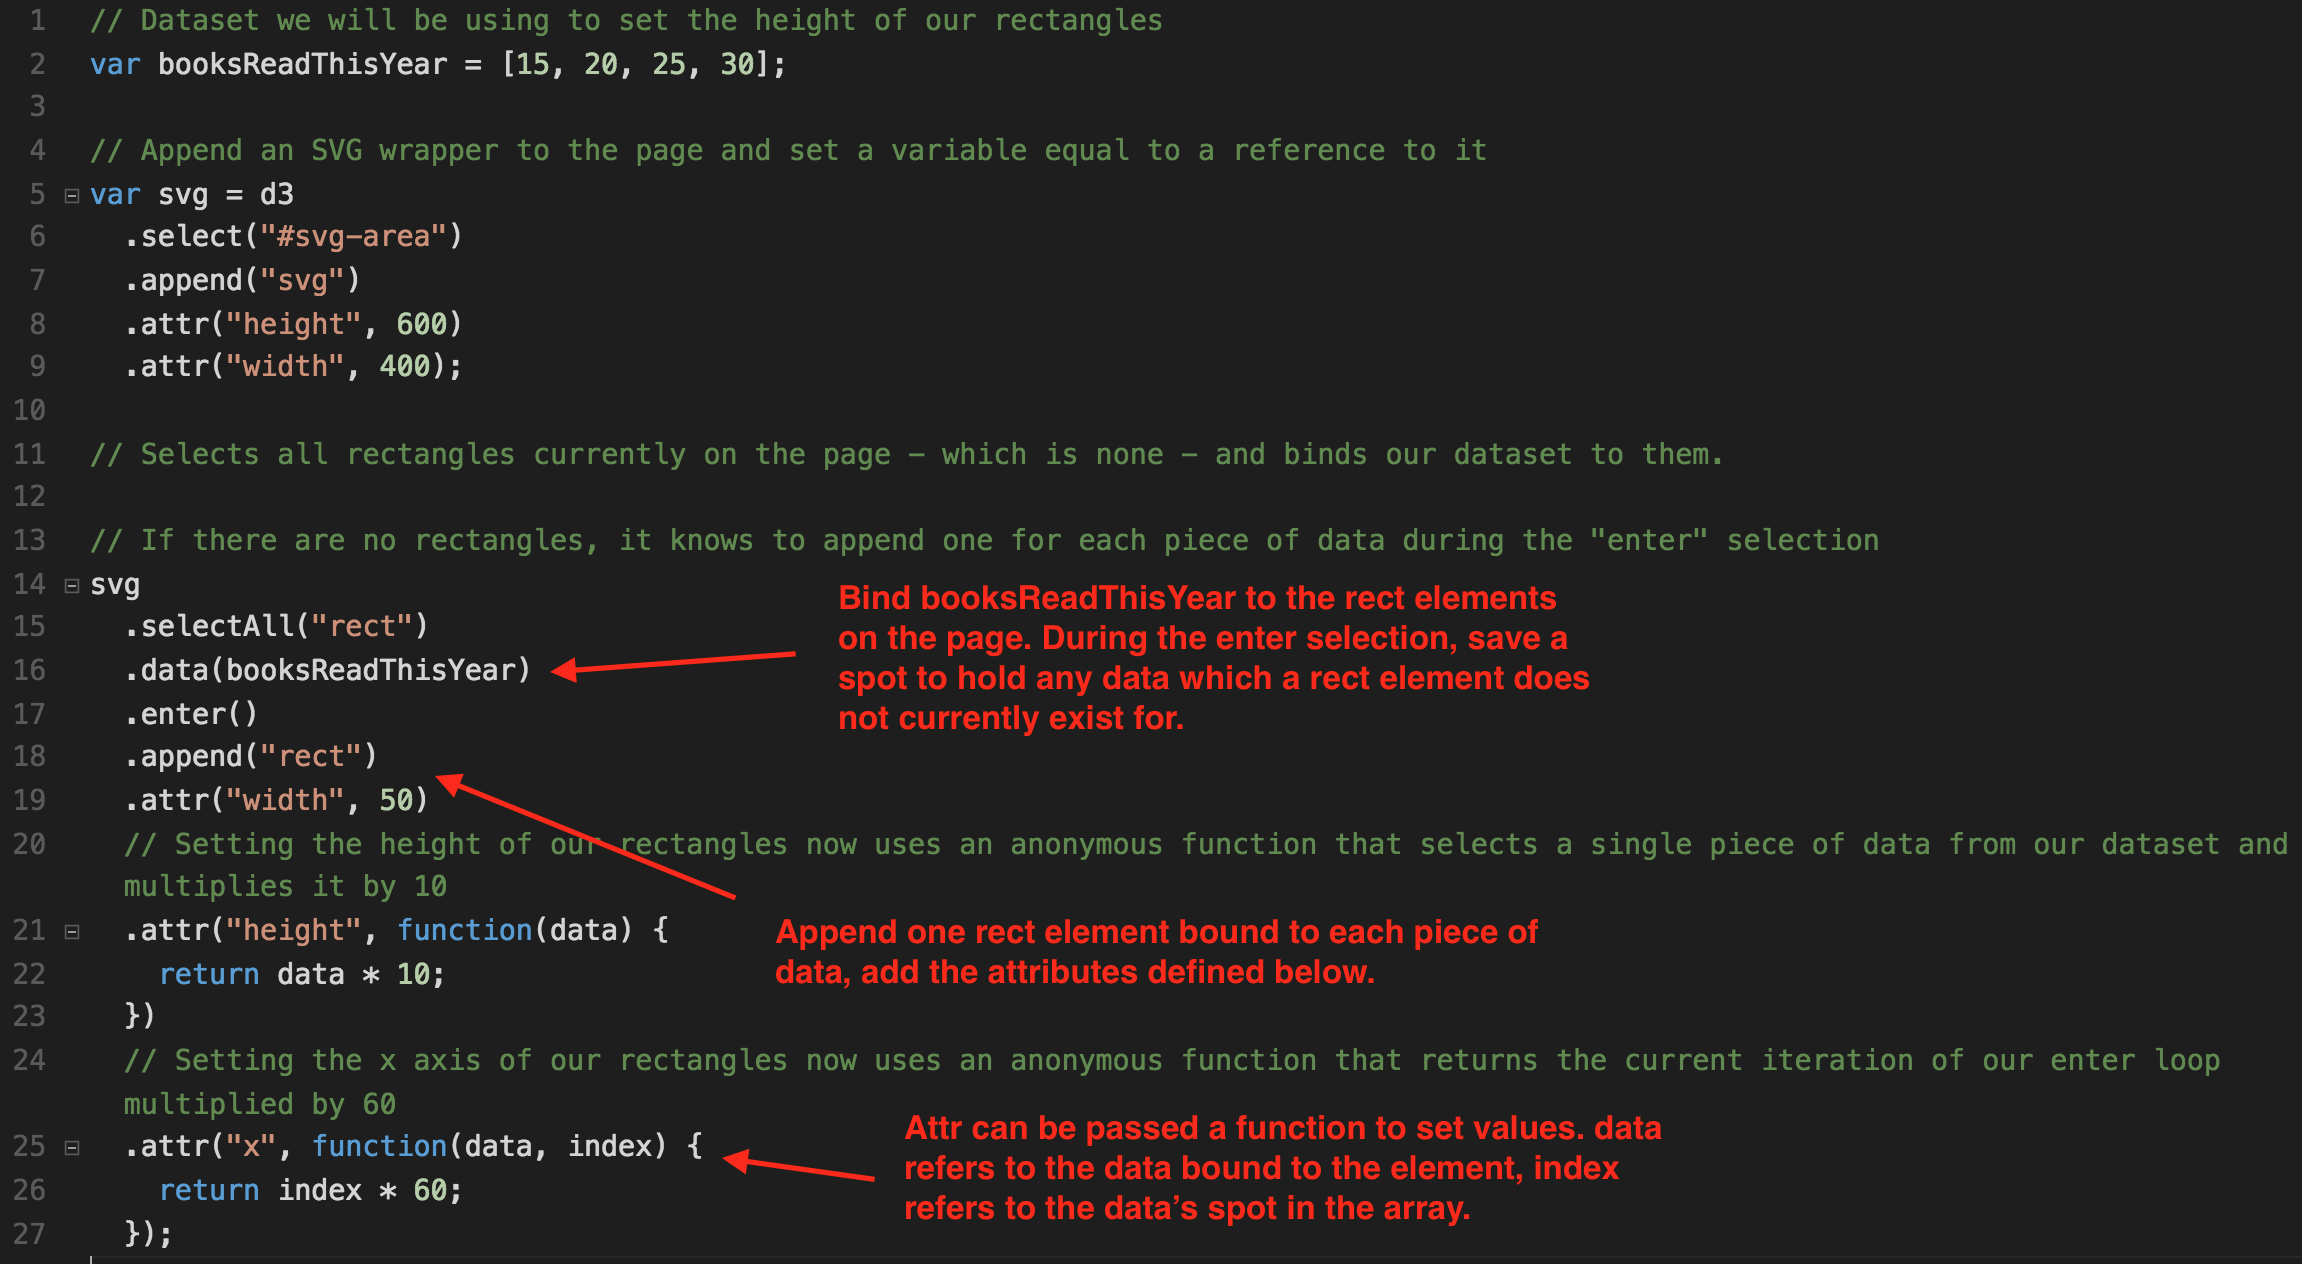 1 // Dataset we will be using to set the height of our rectangles
2 var booksReadThisYear = [15, 20, 25, 30];
3
4 // Append an SVG wrapper to the page and set a variable equal to a reference to it
5 var svg = d3
6 .select("#svg-area")
7 .append("svg")
8 .attr("height", 600)
9 .attr("width", 400);
10
11 // Selects all rectangles currently on the page – which is none – and binds our dataset to them.
12
13 // If there are no rectangles, it knows to append one for each piece of data during the "enter" selection
14 svg
15 .selectAll("rect")
16 .data(booksReadThisYear)
17 .enter()
18 .append("rect")
19 .attr("width", 50)
Bind booksReadThisYear to the rect elements
on the page. During the enter selection, save a
spot to hold any data which a rect element does
not currently exist for.
20 // Setting the height of our rectangles now uses an anonymous function that selects a single piece of data from our dataset and
multiplies it by 10
21 .attr("height", function(data) {
22 return data * 10;
23 })
Append one rect element bound to each piece of
data, add the attributes defined below.
24 // Setting the x axis of our rectangles now uses an anonymous function that returns the current iteration of our enter loop
multiplied by 60
25 .attr("x", function(data, index) {
26 return index * 60;
27 });
Attr can be passed a function to set values. data
refers to the data bound to the element, index
refers to the data’s spot in the array.